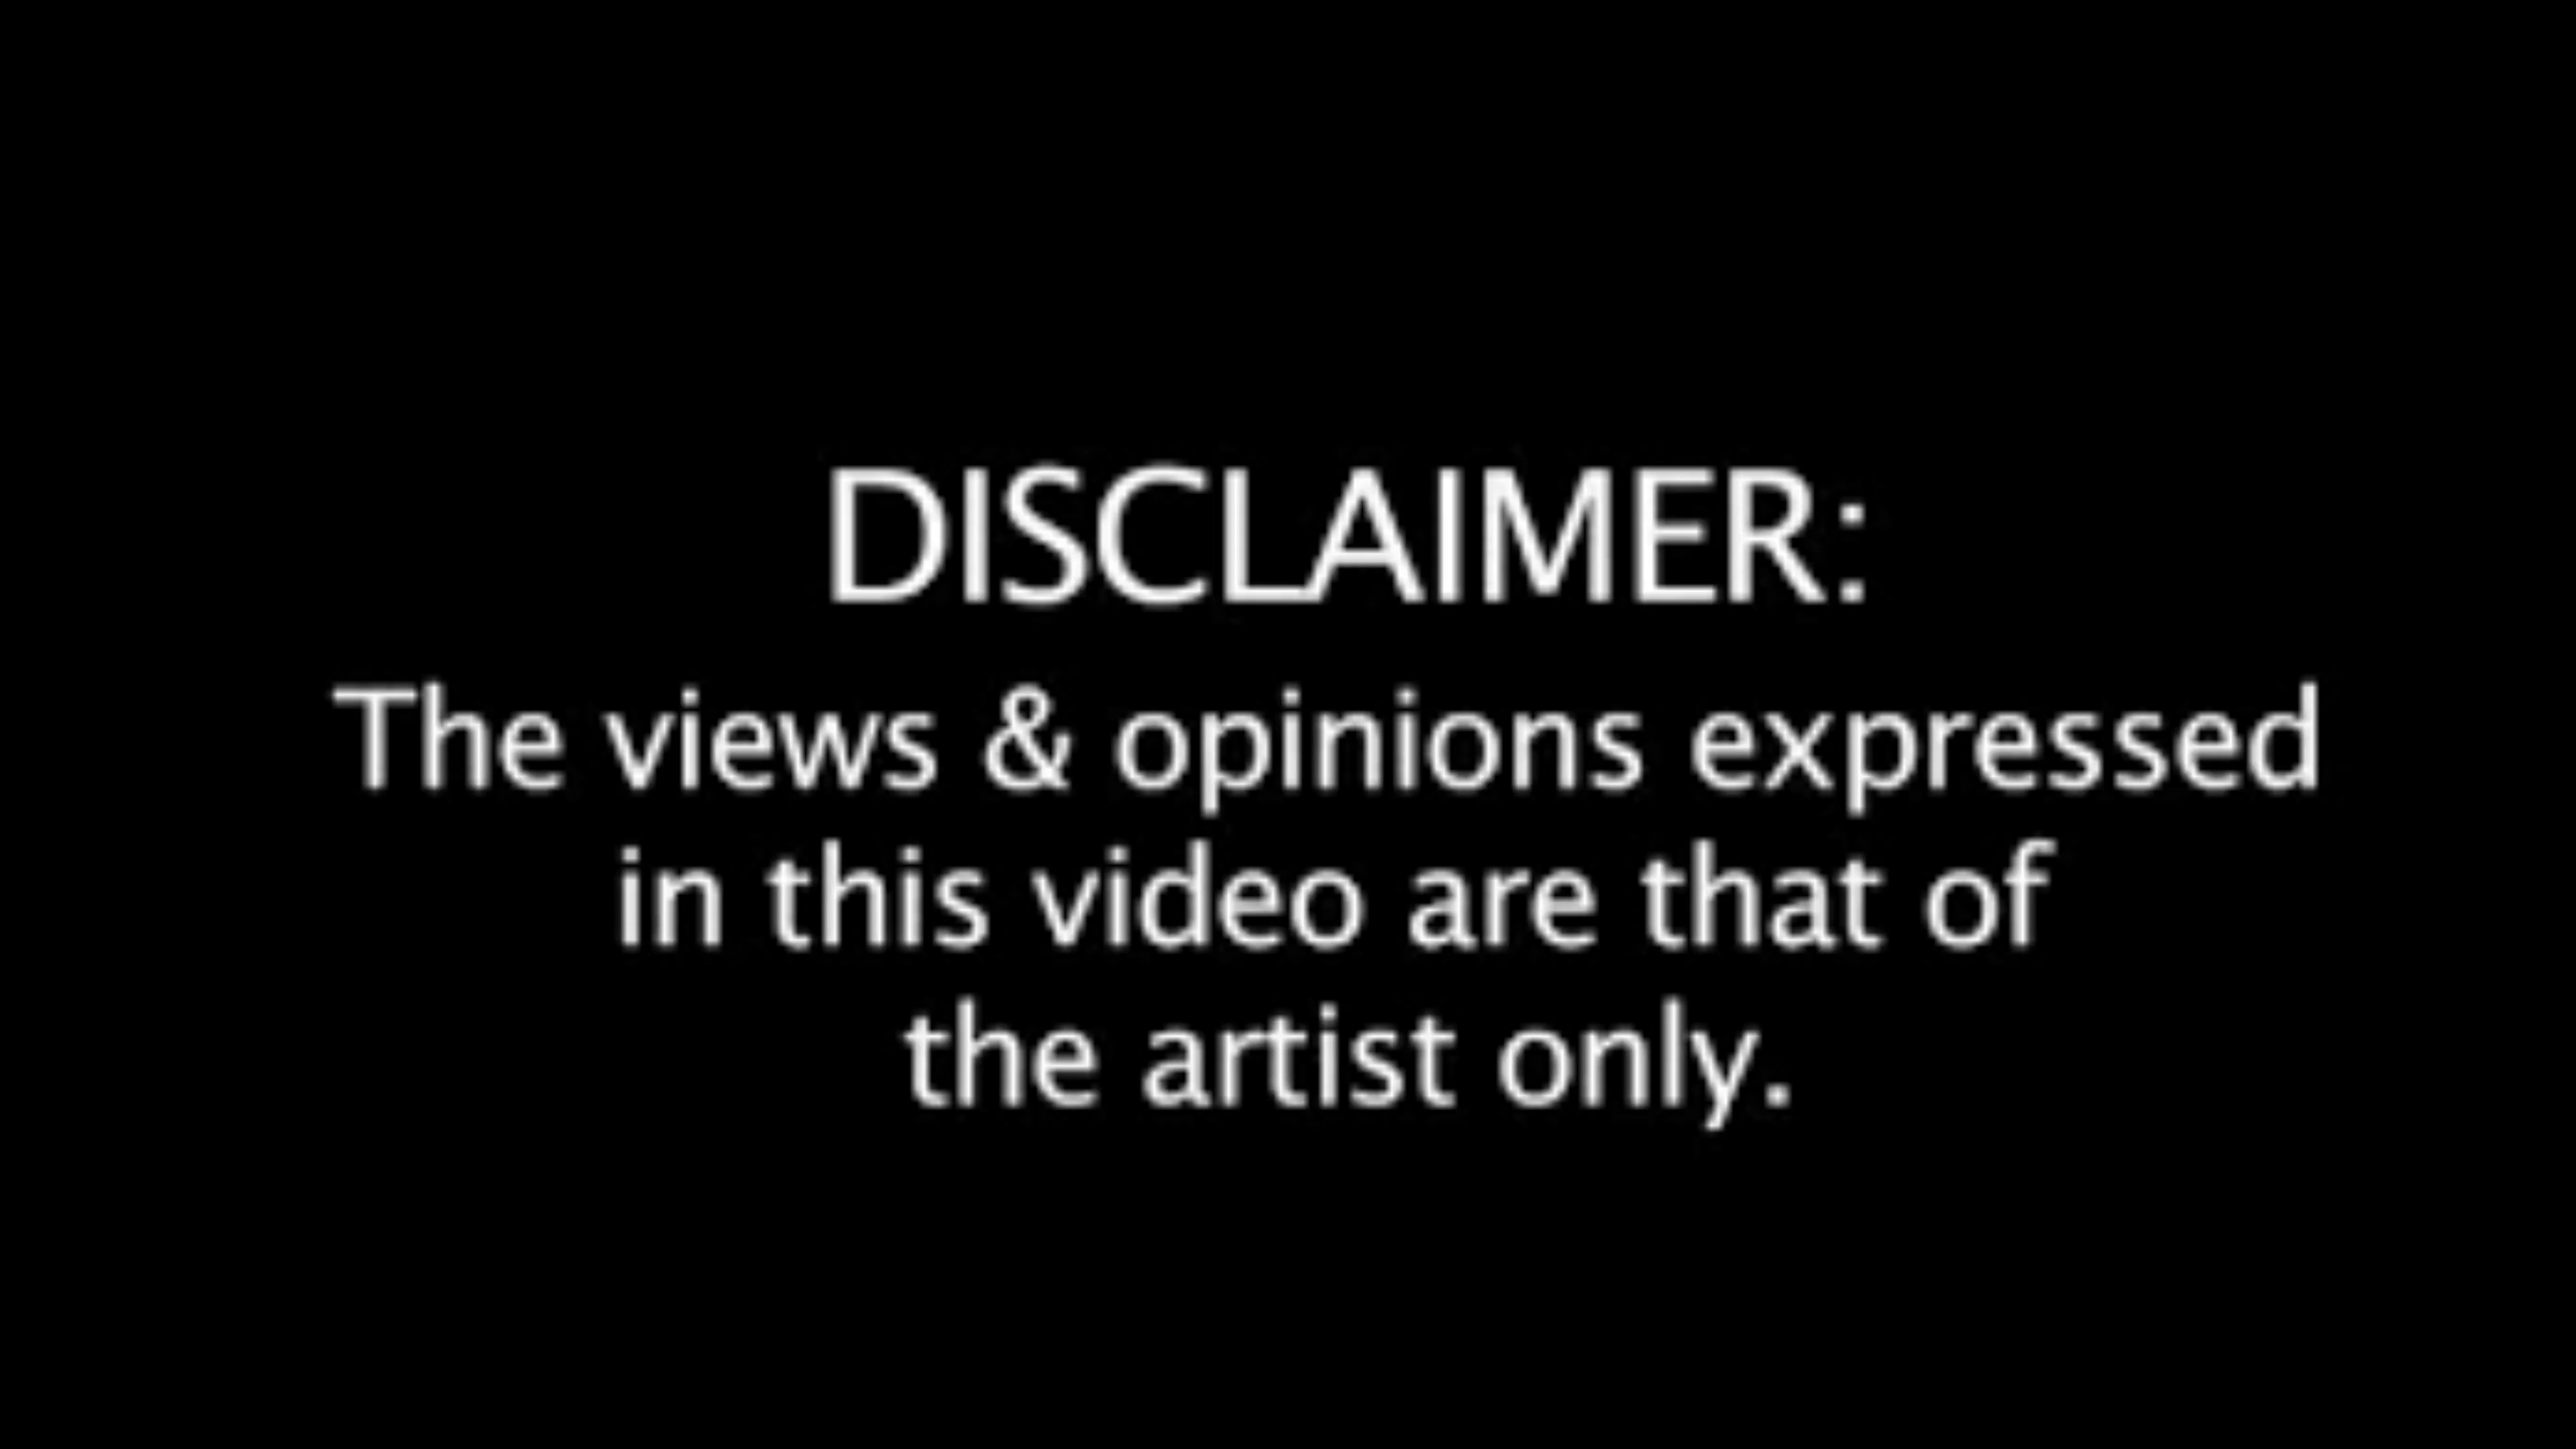 DISCLAIMER:
The views & opinions expressed
in this video are that of
the artist only.